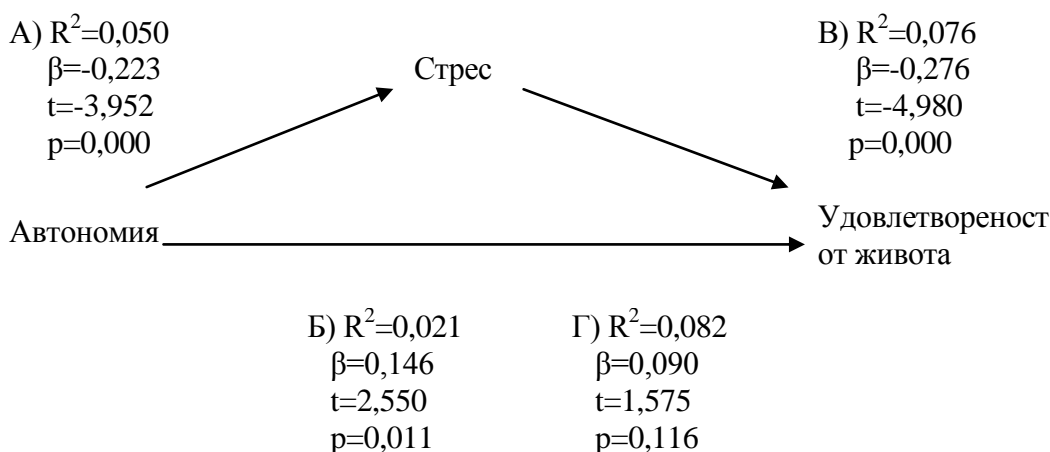 А) R²=0,050
β=-0,223
t=-3,952
p=0,000
Стрес
В) R²=0,076
β=-0,276
t=-4,980
p=0,000
Автономия
Удовлетвореност
от живота
Б) R²=0,021
β=0,146
t=2,550
p=0,011
Г) R²=0,082
β=0,090
t=1,575
p=0,116